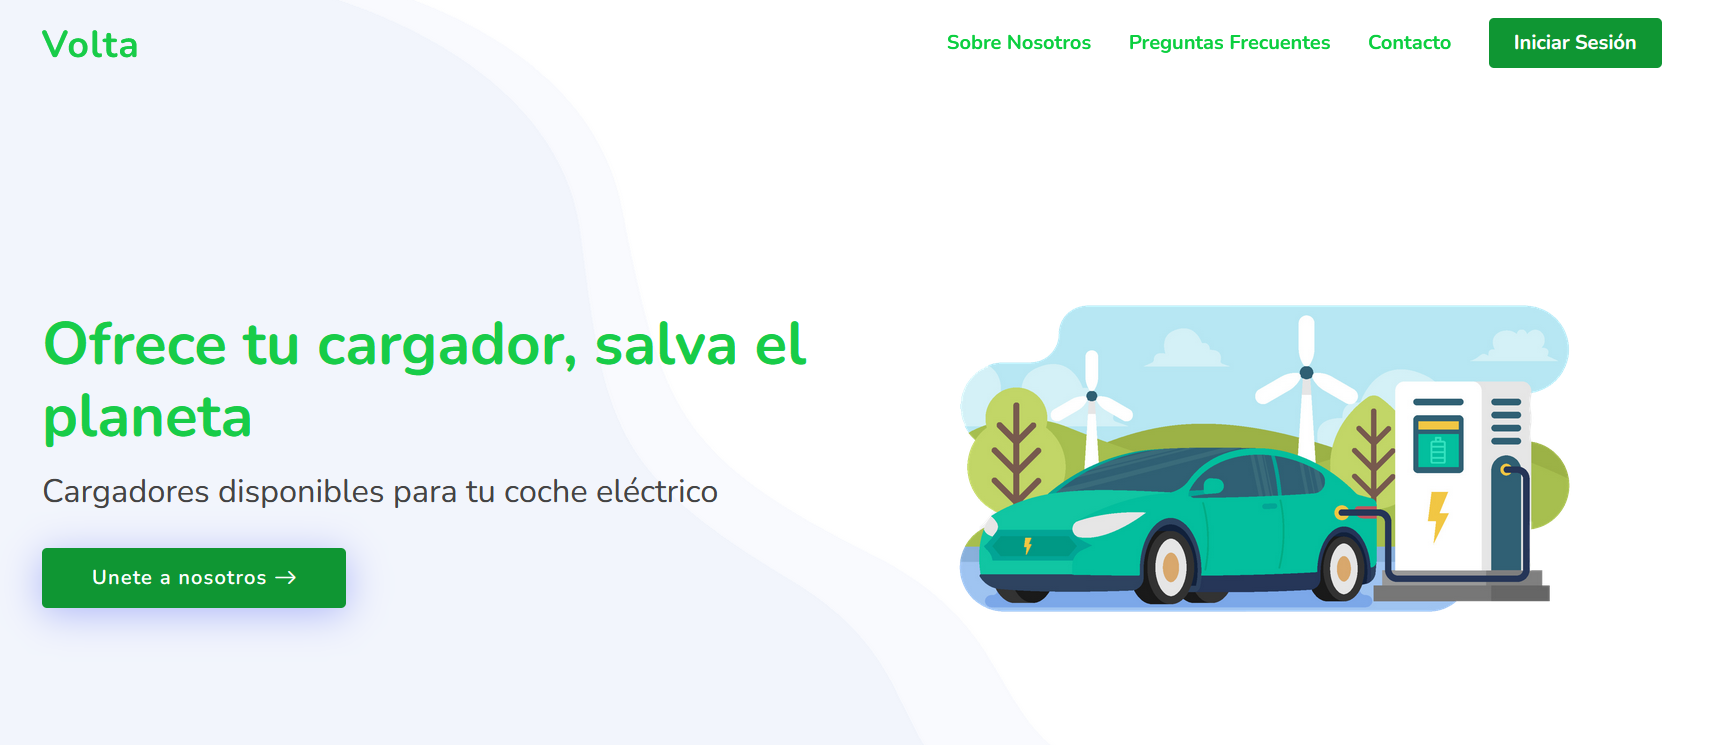 Volta
Sobre Nosotros
Preguntas Frecuentes
Contacto
Iniciar Sesión
Ofrece tu cargador, salva el
planeta
Cargadores disponibles para tu coche eléctrico
Unete a nosotros →